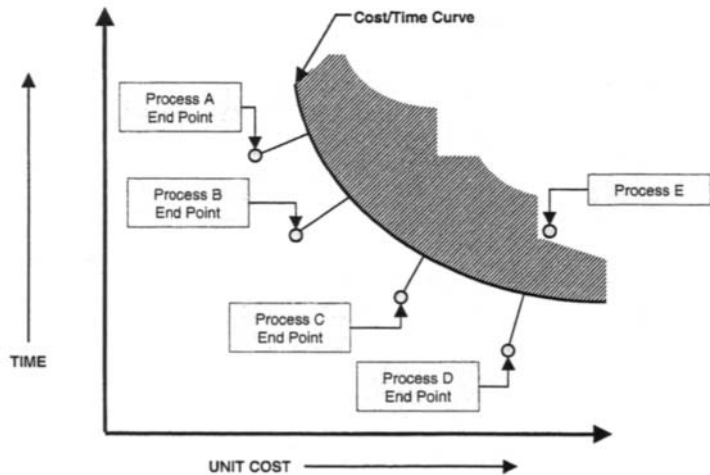 Cost/Time Curve
Process A
End Point
Process B
End Point
Process E
Process C
End Point
Process D
End Point
TIME
UNIT COST